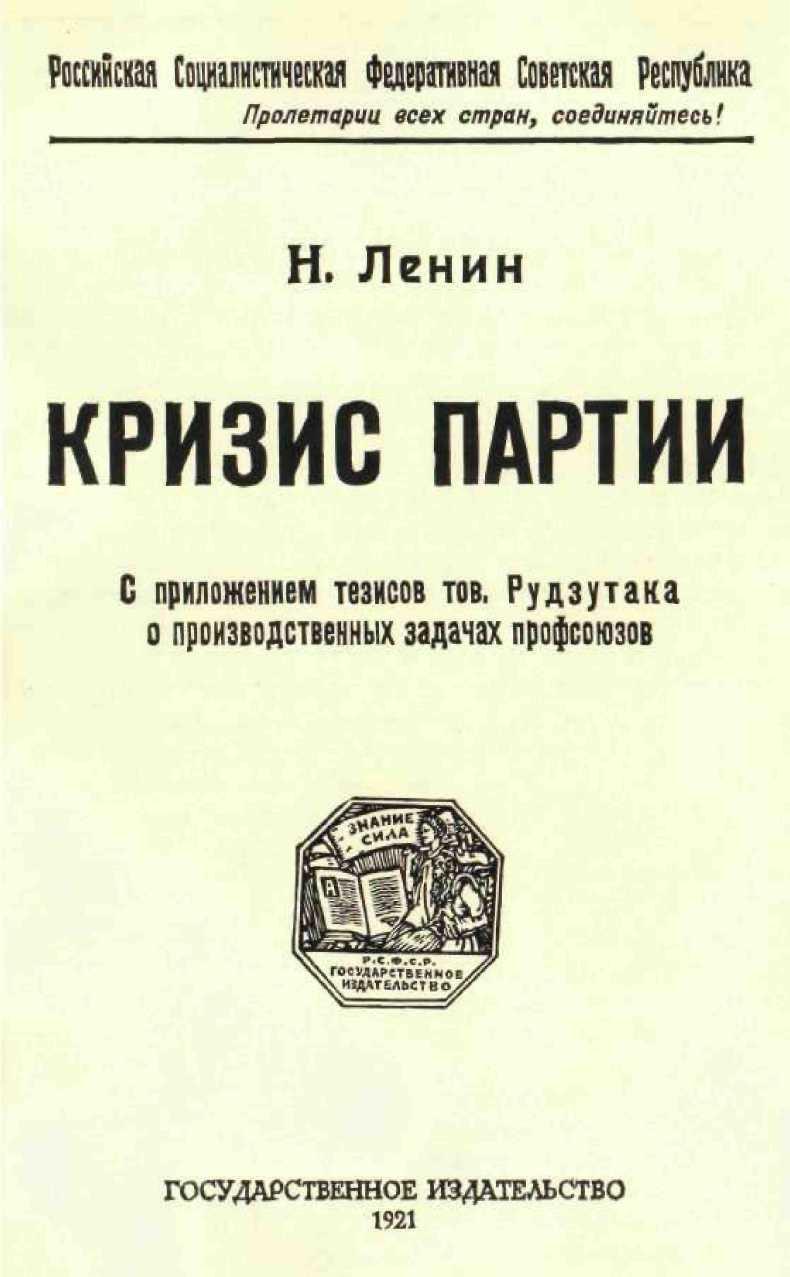 Российская Социалистическая Федеративная Советская Республика
Пролетарии всех стран, соединяйтесь!
Н. Ленин
КРИЗИС ПАРТИИ
С приложением тезисов тов. Рудзутака
о производственных задачах профсоюзов
ЗНАНИЕ
СИЛА
А
Р.С.Ф.С.Р.
ГОСУДАРСТВЕННОЕ
ИЗДАТЕЛЬСТВО
ГОСУДАРСТВЕННОЕ ИЗДАТЕЛЬСТВО
1921